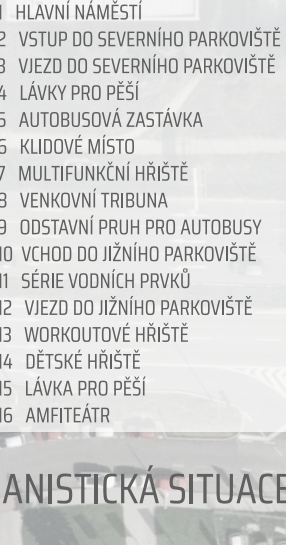 1 HLAVNÍ NÁMĚSTÍ
2 VSTUP DO SEVERNÍHO PARKOVIŠTĚ
3 VJEZD DO SEVERNÍHO PARKOVIŠTĚ
4 LÁVKY PRO PĚŠÍ
5 AUTOBUSOVÁ ZASTÁVKA
6 KLIDOVÉ MÍSTO
7 MULTIFUNKČNÍ HŘIŠTĚ
8 VENKOVNÍ TRIBUNA
9 ODSTAVNÍ PRUH PRO AUTOBUSY
10 VCHOD DO JIŽNÍHO PARKOVIŠTĚ
11 SÉRIE VODNÍCH PRVKŮ
12 VJEZD DO JIŽNÍHO PARKOVIŠTĚ
13 WORKOUTOVÉ HŘIŠTĚ
14 DĚTSKÉ HŘIŠTĚ
15 LÁVKA PRO PĚŠÍ
16 AMFITEÁTR
ANISTICKÁ SITUACE